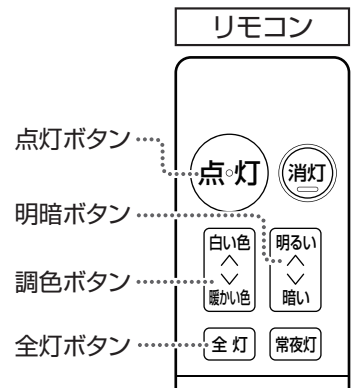 リモコン
点灯ボタン
点灯
消灯
明暗ボタン
白い色
明るい
調色ボタン
暖かい色
暗い
全灯ボタン
全灯
常夜灯